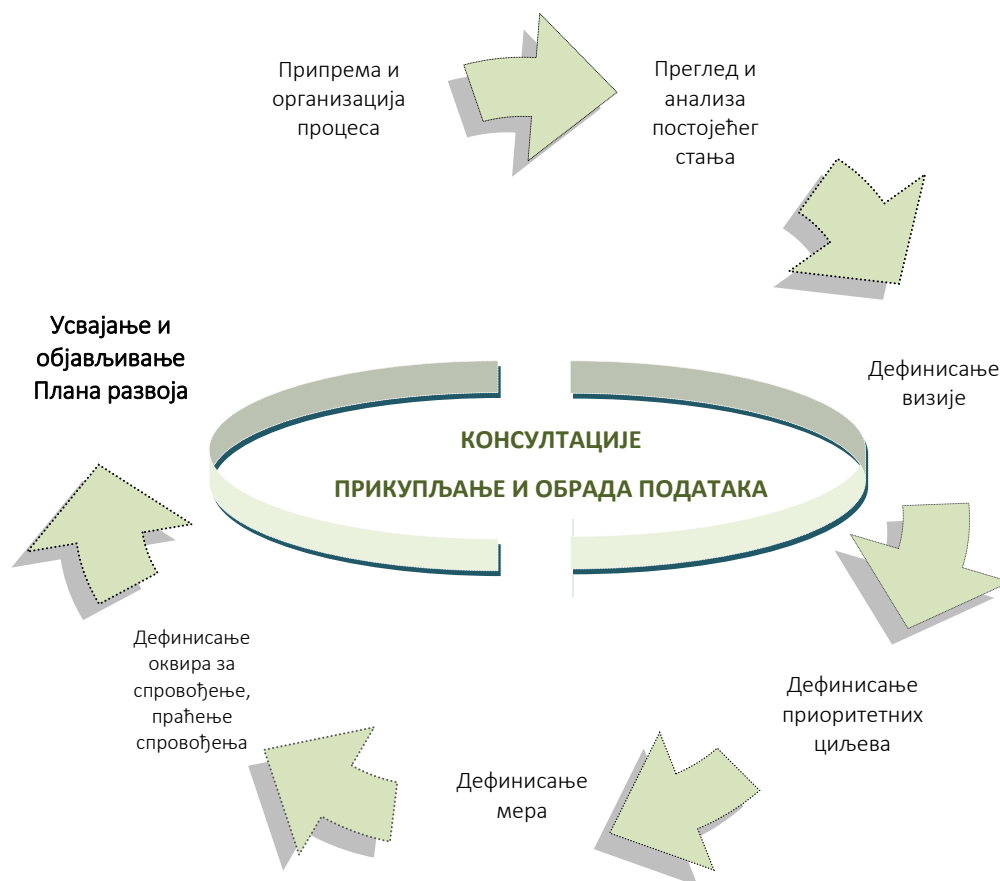 Припрема и
организација
процеса
Преглед и
анализа
постојећег
стања
Дефинисање
визије
Дефинисање
приоритетних
циљева
Дефинисање
мера
Дефинисање
оквира за
спровођење,
праћење
спровођења
Усвајање и
објављивање
Плана развоја
КОНСУЛТАЦИЈЕ
ПРИКУПЉАЊЕ И ОБРАДА ПОДАТАКА